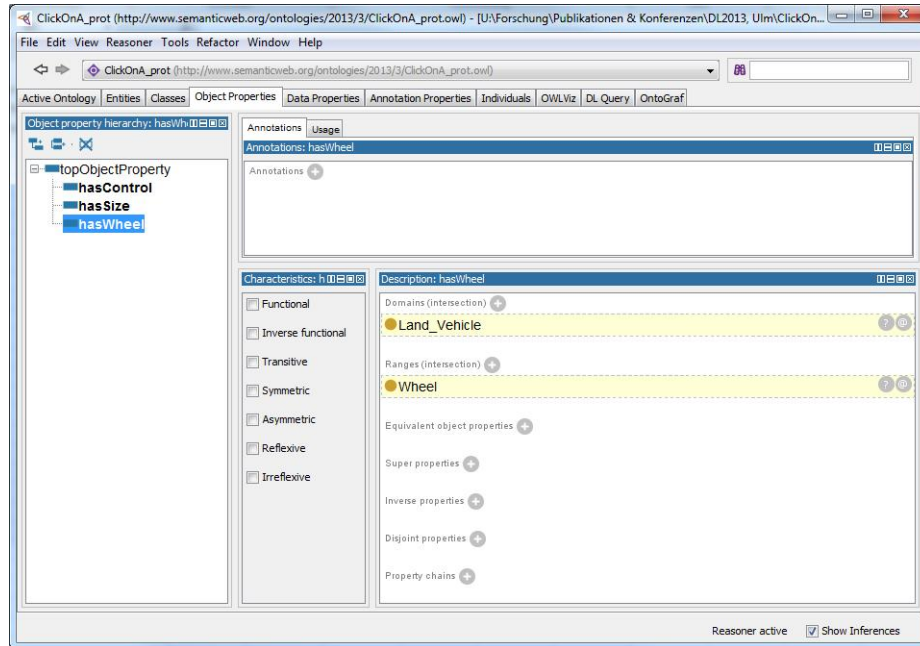 ClickOnA_prot (http://www.semanticweb.org/ontologies/2013/3/ClickOnA_prot.owl) - [U:\Forschung\Publikationen & Konferenzen\DL2013, Ulm\ClickOn...
File Edit View Reasoner Tools Refactor Window Help
ClickOnA_prot (http://www.semanticweb.org/ontologies/2013/3/ClickOnA_prot.owl)
Active Ontology Entities Classes Object Properties Data Properties Annotation Properties Individuals OWLViz DL Query OntoGraf
Object property hierarchy: hasWh
topObjectProperty
hasControl
hasSize
hasWheel
Annotations Usage
Annotations: hasWheel
Annotations
Characteristics: h
Functional
Inverse functional
Transitive
Symmetric
Asymmetric
Reflexive
Irreflexive
Description: hasWheel
Domains (intersection)
Land_Vehicle
Ranges (intersection)
Wheel
Equivalent object properties
Super properties
Inverse properties
Disjoint properties
Property chains
Reasoner active Show Inferences